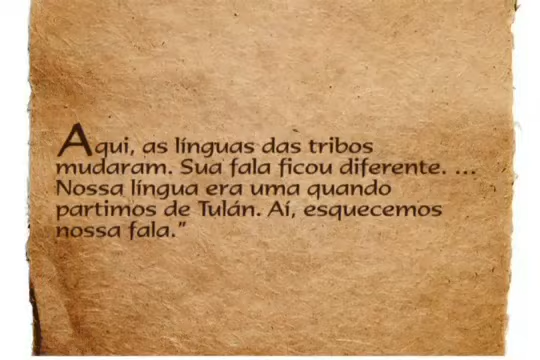 Aqui, as línguas das tribos
mudaram. Sua fala ficou diferente. ...
Nossa língua era uma quando
partimos de Tulán. Aí, esquecemos
nossa fala."